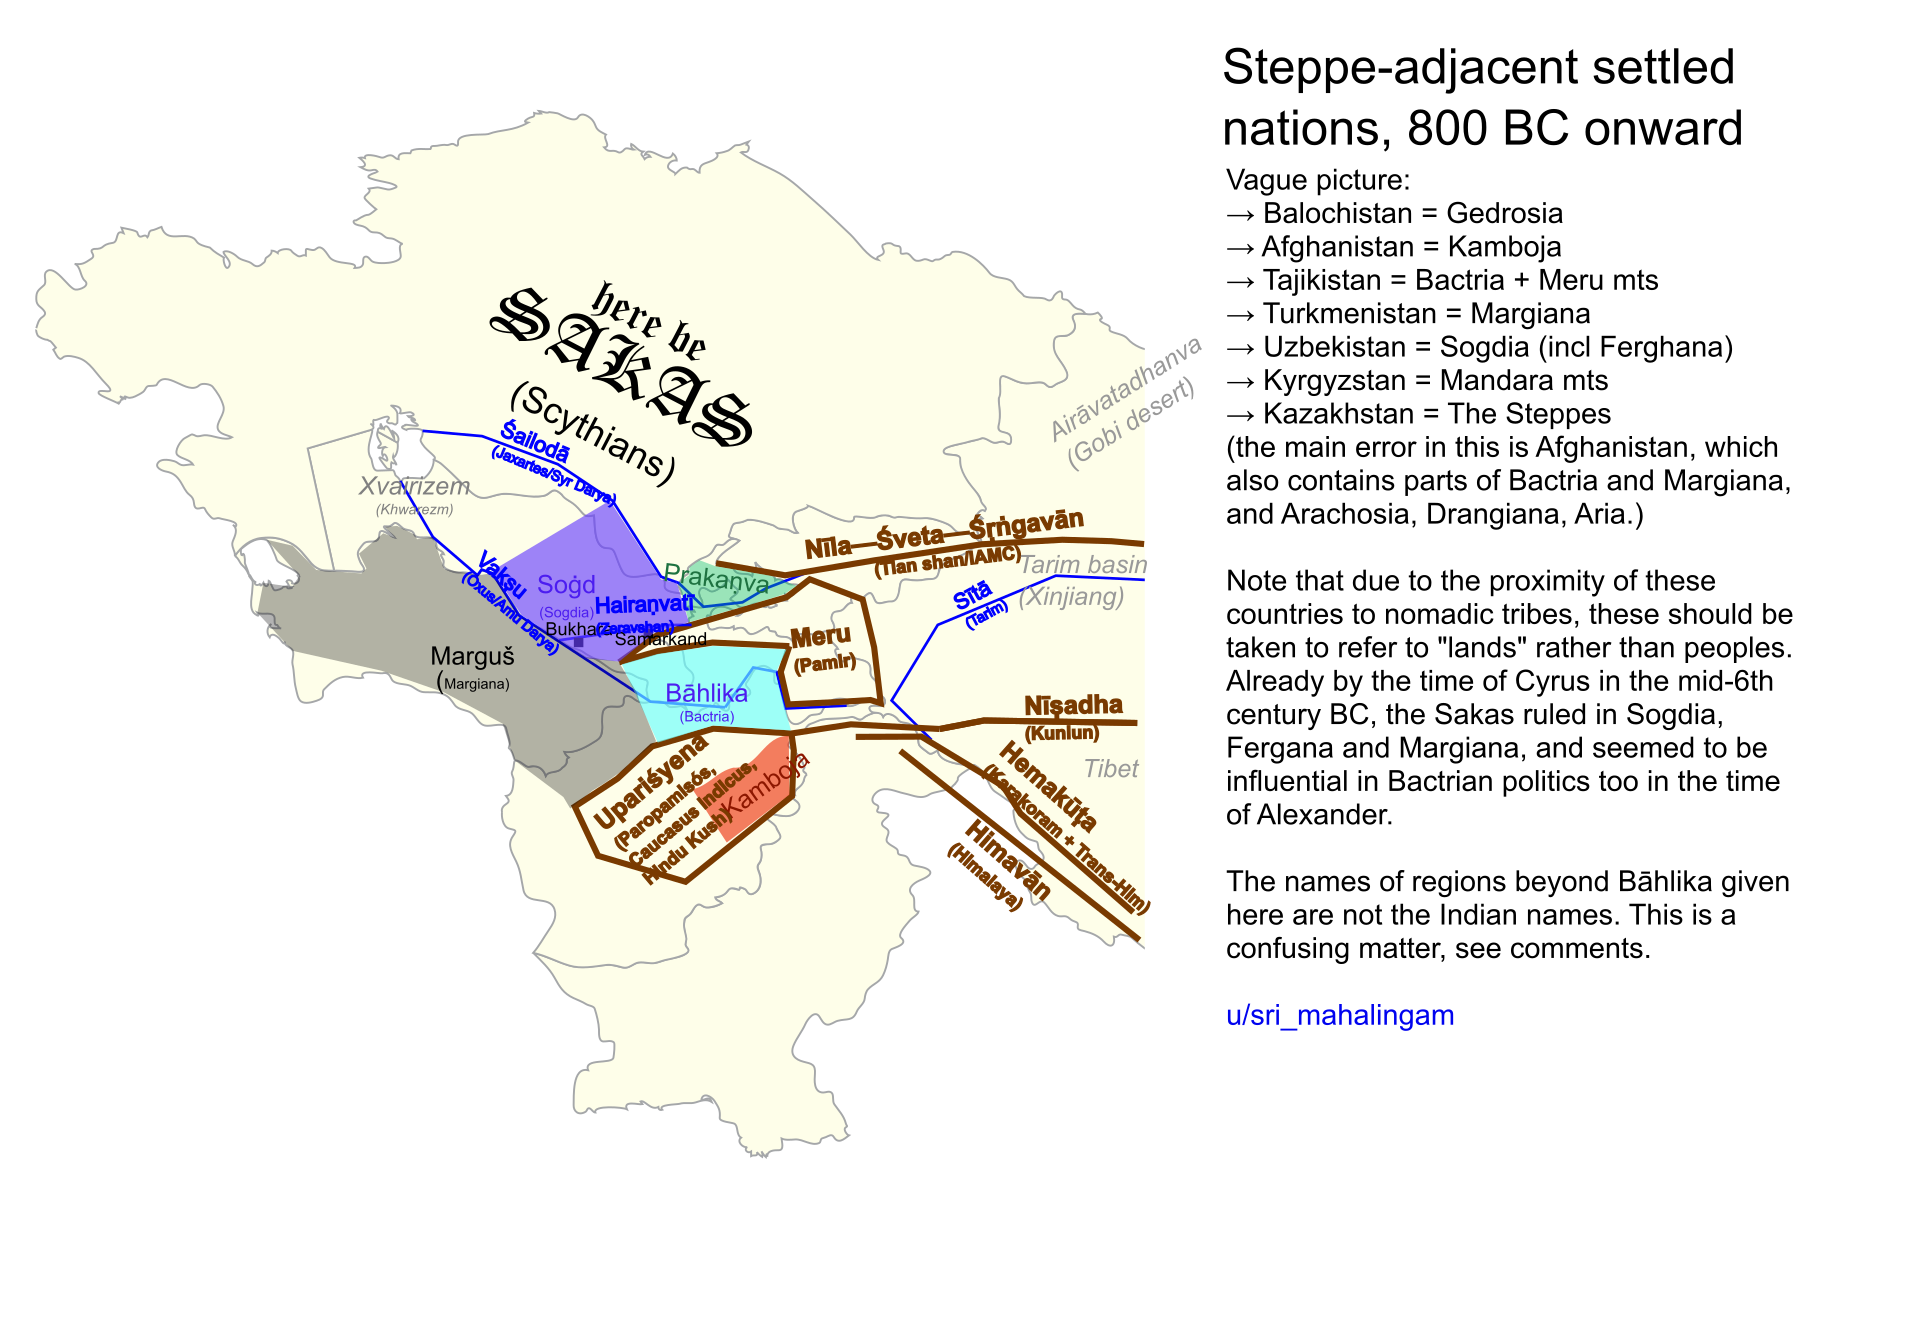 Steppe-adjacent settled
nations, 800 BC onward
Vague picture:
→ Balochistan = Gedrosia
→ Afghanistan = Kamboja
→ Tajikistan = Bactria + Meru mts
→ Turkmenistan = Margiana
→ Uzbekistan = Sogdia (incl Ferghana)
→ Kyrgyzstan = Mandara mts
→ Kazakhstan = The Steppes
(the main error in this is Afghanistan, which
also contains parts of Bactria and Margiana,
and Arachosia, Drangiana, Aria.)
Note that due to the proximity of these
countries to nomadic tribes, these should be
taken to refer to "lands" rather than peoples.
Already by the time of Cyrus in the mid-6th
century BC, the Sakas ruled in Sogdia,
Fergana and Margiana, and seemed to be
influential in Bactrian politics too in the time
of Alexander.
The names of regions beyond Bāhlika given
here are not the Indian names. This is a
confusing matter, see comments.
u/sri_mahalingam
here be
SAKAS
(Scythians)
Airāvatadhanva
(Gobi desert)
Śailodā
(Jaxartes/Syr Darya)
Xvairizem
(Khwarezm)
Nīla—Śveta—Śṛṅgavān
(Tian shan/IAMC)
Tarim basin
(Xinjiang)
Vakṣu
(Oxus/Amu Darya)
Soġd
(Sogdia)
Prakaṇva
Hairaṇvatī
(Zeravshan)
Bukhara
Samarkand
Sītā
(Tarim)
Meru
(Pamir)
Marguš
(Margiana)
Bāhlika
(Bactria)
Nīṣadha
(Kunlun)
Tibet
Upariśyena
(Paropamisós,
Caucasus Indicus,
Hindu Kush)
Kamboja
Hemakūṭa
(Karakoram + Trans-Him)
Himavān
(Himalaya)